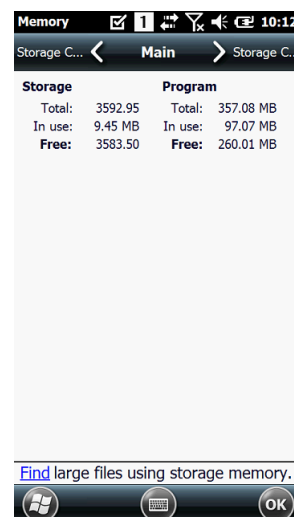 Memory 1 10:12
Storage C... Main Storage C..
Storage Program
Total: 3592.95 Total: 357.08 MB
In use: 9.45 MB In use: 97.07 MB
Free: 3583.50 Free: 260.01 MB
Find large files using storage memory.
OK